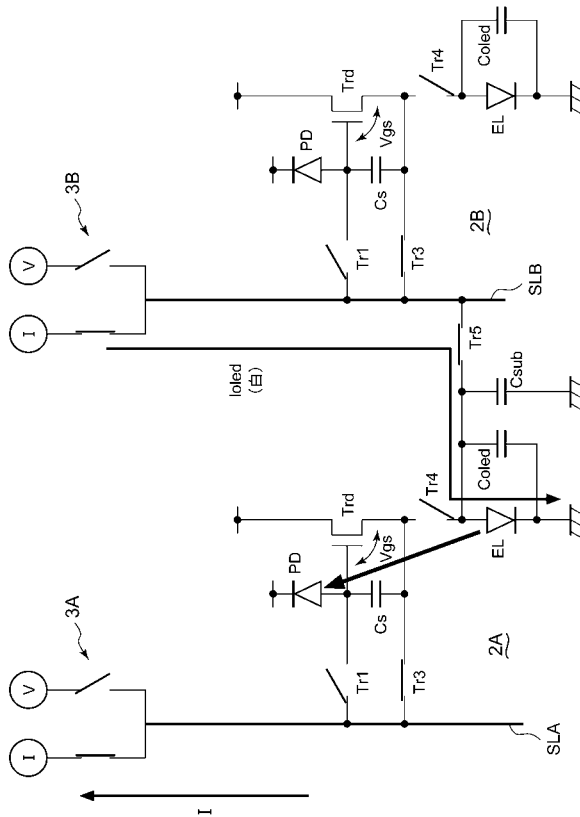 I
I
V
3A
SLA
Tr1
Tr3
2A
PD
Cs
Trd
Vgs
Tr4
EL
Coled
Csub
Tr5
Ioled
(白)
I
V
3B
SLB
Tr1
Tr3
2B
PD
Cs
Trd
Vgs
Tr4
EL
Coled